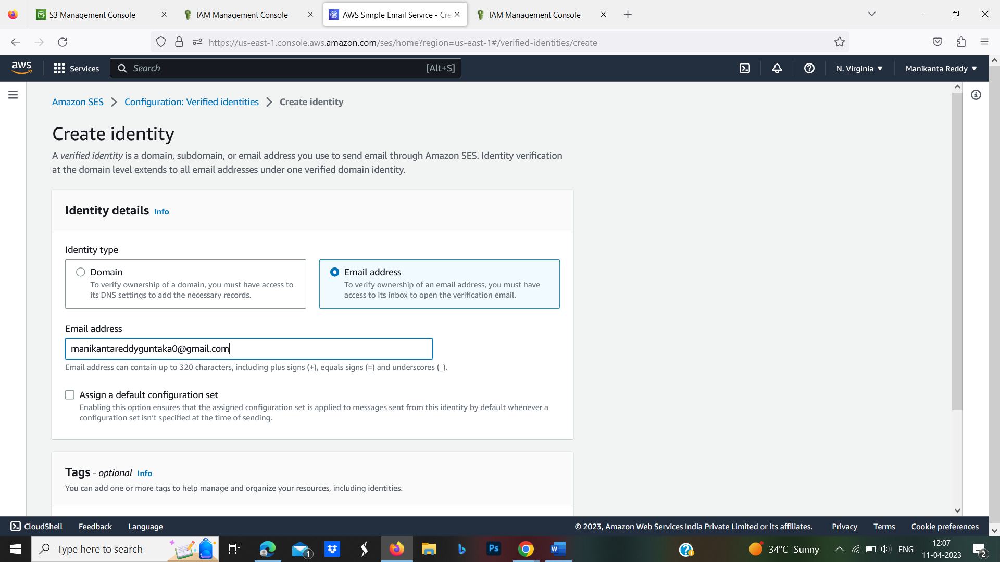 S3 Management Console
IAM Management Console
AWS Simple Email Service - Cre
IAM Management Console
https://us-east-1.console.aws.amazon.com/ses/home?region=us-east-1#/verified-identities/create
aws
Services
Search
[Alt+S]
N. Virginia
Manikanta Reddy
Amazon SES
Configuration: Verified identities
Create identity
Create identity
A verified identity is a domain, subdomain, or email address you use to send email through Amazon SES. Identity verification
at the domain level extends to all email addresses under one verified domain identity.
Identity details Info
Identity type
Domain
To verify ownership of a domain, you must have access to
its DNS settings to add the necessary records.
Email address
To verify ownership of an email address, you must have
access to its inbox to open the verification email.
Email address
manikantareddyguntaka0@gmail.com
Email address can contain up to 320 characters, including plus signs (+), equals signs (=) and underscores (_).
Assign a default configuration set
Enabling this option ensures that the assigned configuration set is applied to messages sent from this identity by default whenever a
configuration set isn't specified at the time of sending.
Tags - optional Info
You can add one or more tags to help manage and organize your resources, including identities.
CloudShell
Feedback
Language
© 2023, Amazon Web Services India Private Limited or its affiliates.
Privacy
Terms
Cookie preferences
Type here to search
1
Ps
W
34°C Sunny
ENG
12:07
11-04-2023
2